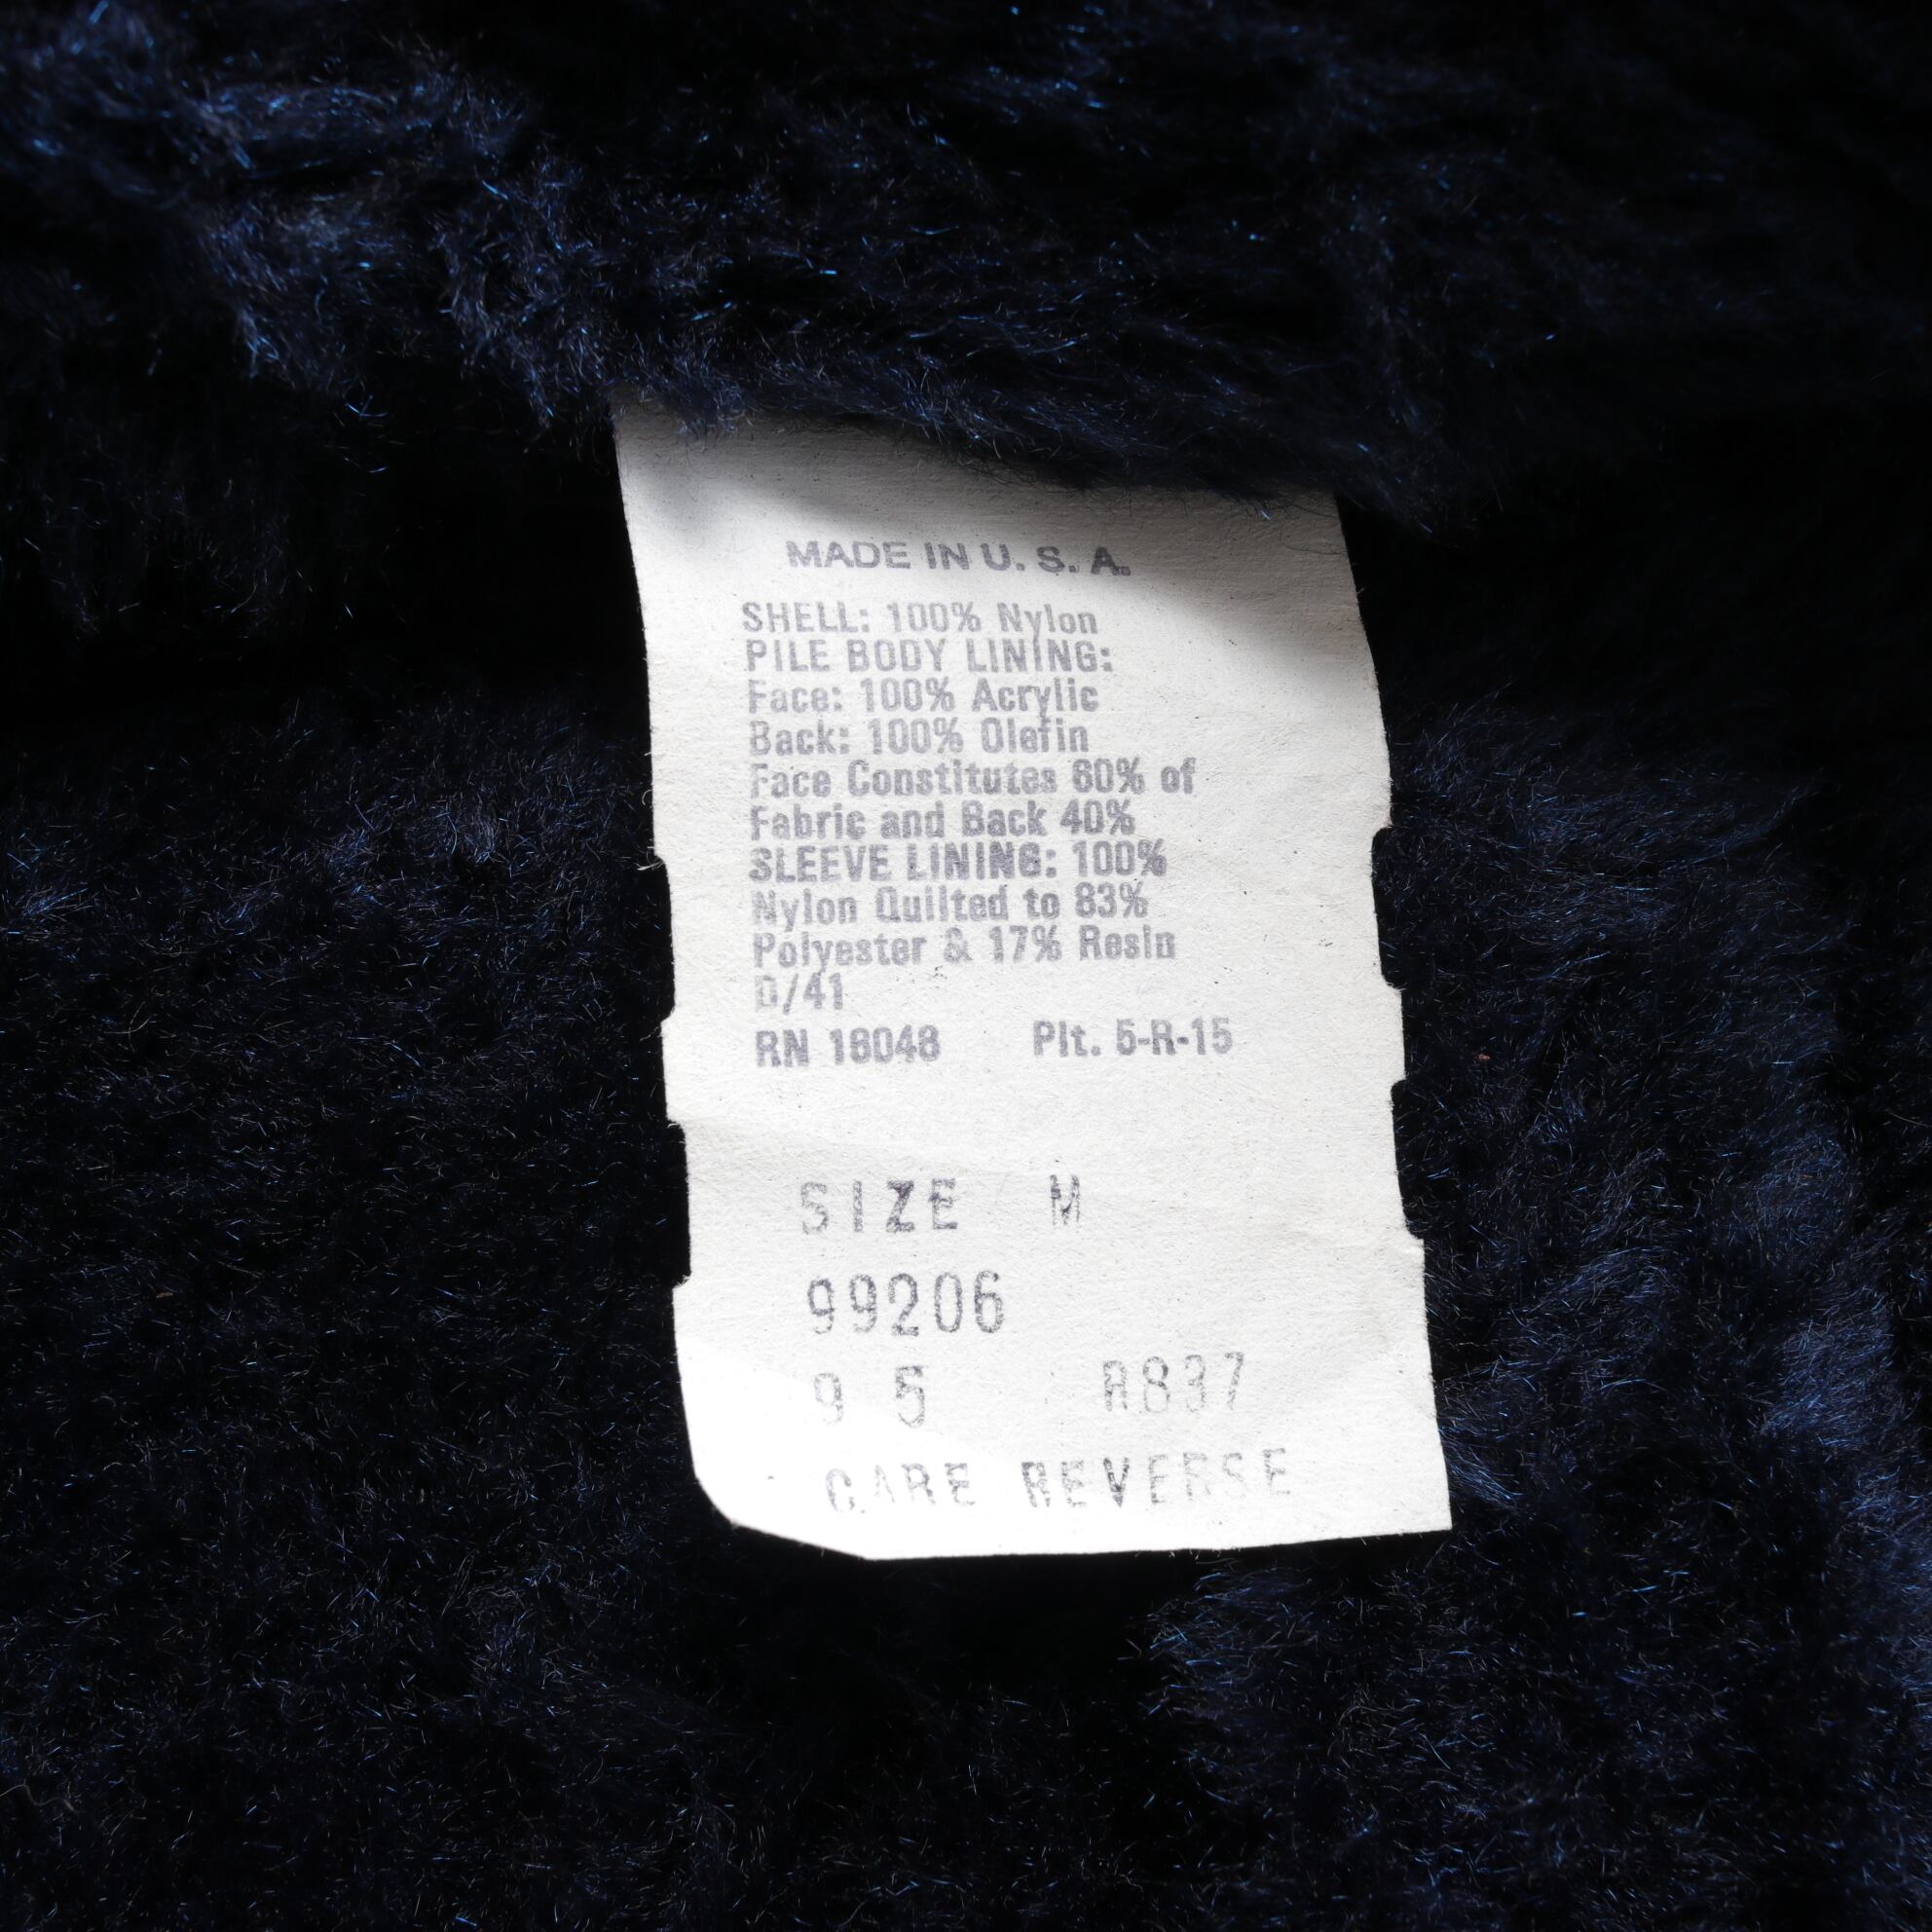 MADE IN U. S. A.
SHELL: 100% Nylon
PILE BODY LINING:
Face: 100% Acrylic
Back: 100% Olefin
Face Constitutes 60% of
Fabric and Back 40%
SLEEVE LINING: 100%
Nylon Quilted to 83%
Polyester & 17% Resin
D/41
RN 16048 Plt. 5-R-15
SIZE M
99206
9 5 A837
CARE REVERSE